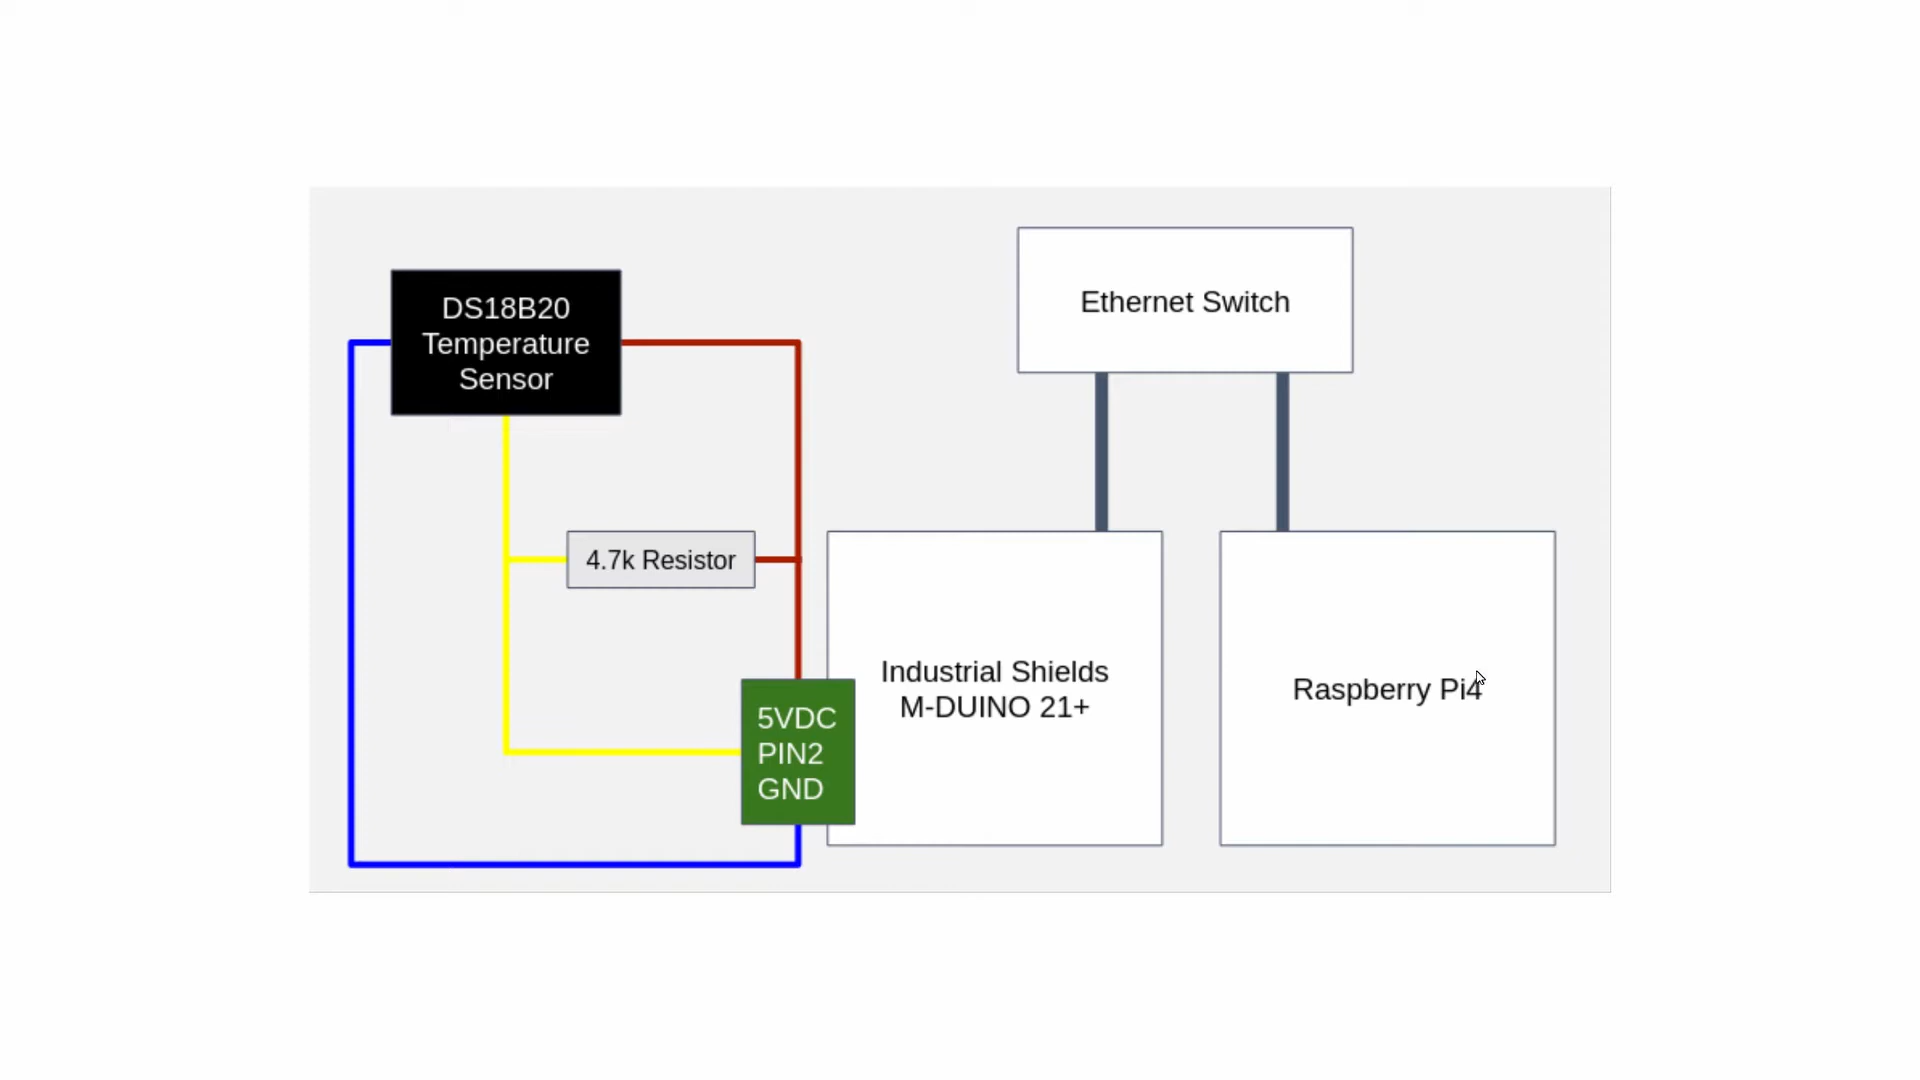 DS18B20
Temperature
Sensor
Ethernet Switch
4.7k Resistor
Industrial Shields
M-DUINO 21+
Raspberry Pi4
5VDC
PIN2
GND